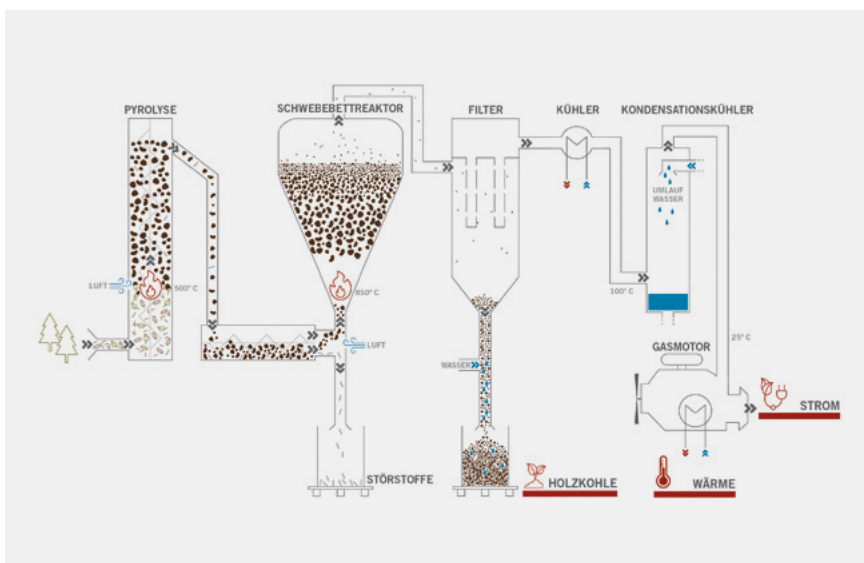 PYROLYSE
SCHWEBEBETTREAKTOR
FILTER
KÜHLER
KONDENSATIONSKÜHLER
UMLAUF
WASSER
LUFT
500° C
850° C
100° C
LUFT
25° C
GASMOTOR
WASSER
STROM
STÖRSTOFFE
HOLZKOHLE
WÄRME